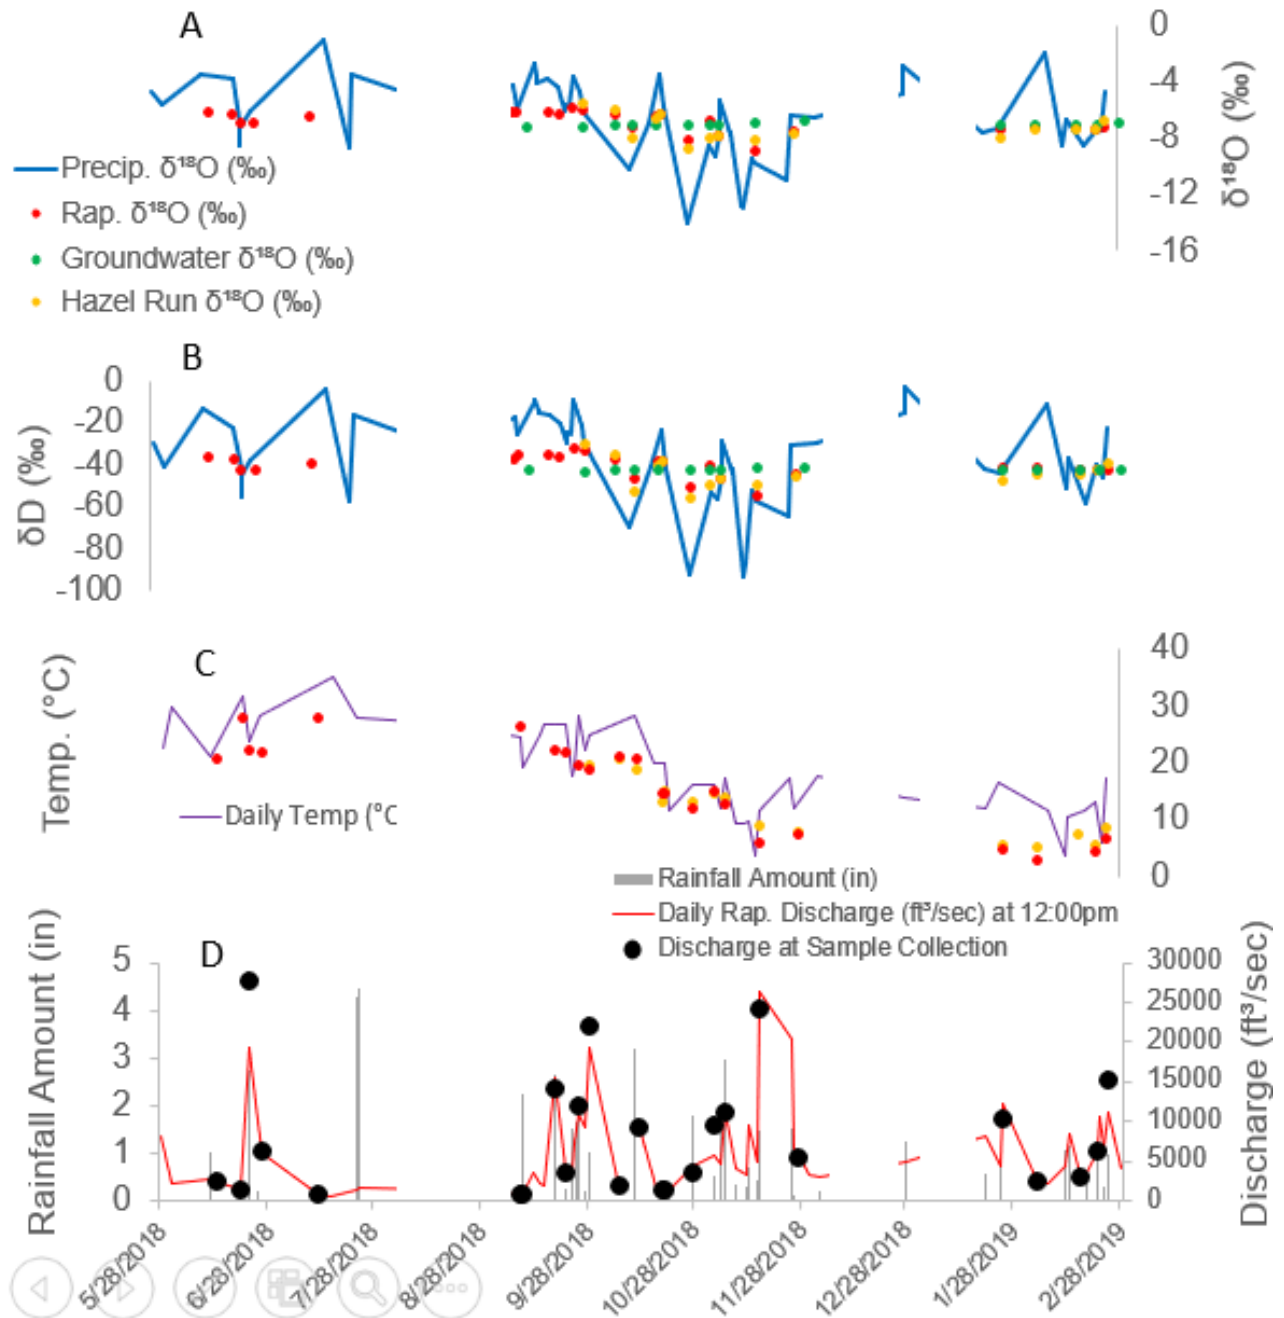 A
0
-4
-8
-12
-16
δ¹⁸O (‰)
Precip. δ¹⁸O (‰)
Rap. δ¹⁸O (‰)
Groundwater δ¹⁸O (‰)
Hazel Run δ¹⁸O (‰)
B
0
-20
-40
-60
-80
-100
δD (‰)
C
Temp. (°C)
40
30
20
10
0
Daily Temp (°C
Rainfall Amount (in)
Daily Rap. Discharge (ft³/sec) at 12:00pm
Discharge at Sample Collection
D
Rainfall Amount (in)
5
4
3
2
1
0
30000
25000
20000
15000
10000
5000
0
Discharge (ft³/sec)
5/28/2018
6/28/2018
7/28/2018
8/28/2018
9/28/2018
10/28/2018
11/28/2018
12/28/2018
1/28/2019
2/28/2019